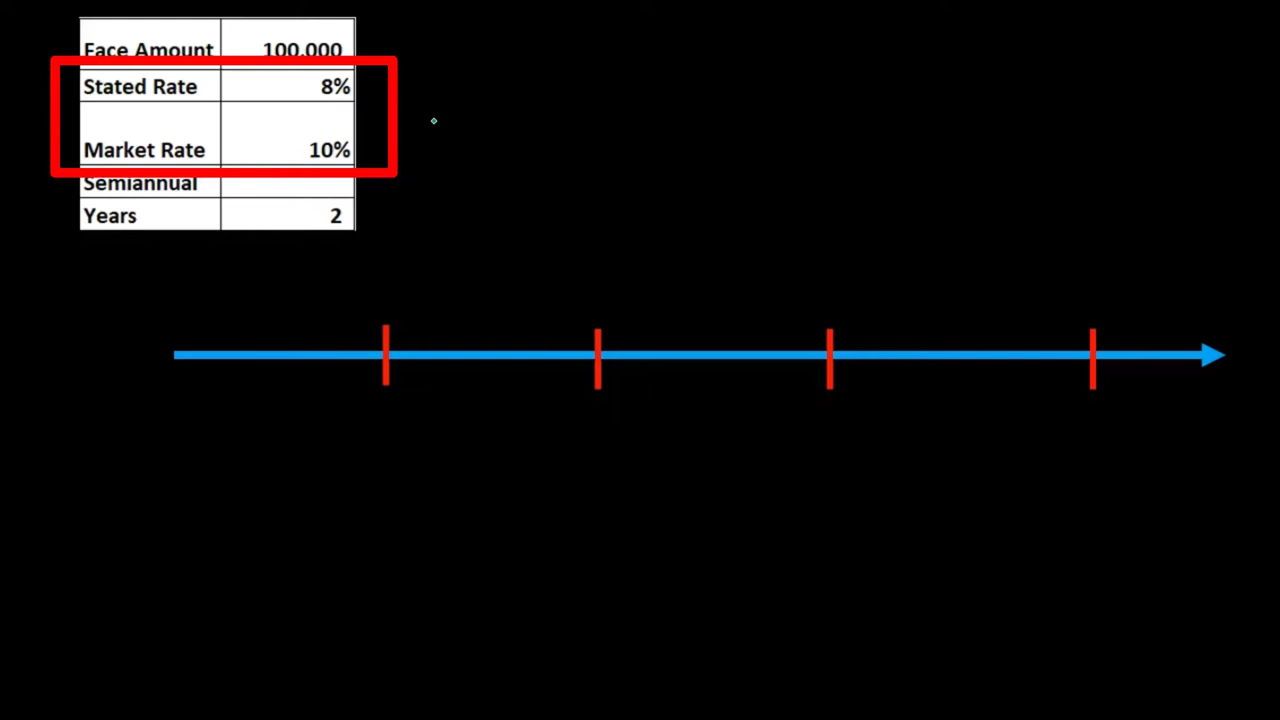 Face Amount 100,000
Stated Rate 8%
Market Rate 10%
Semiannual
Years 2